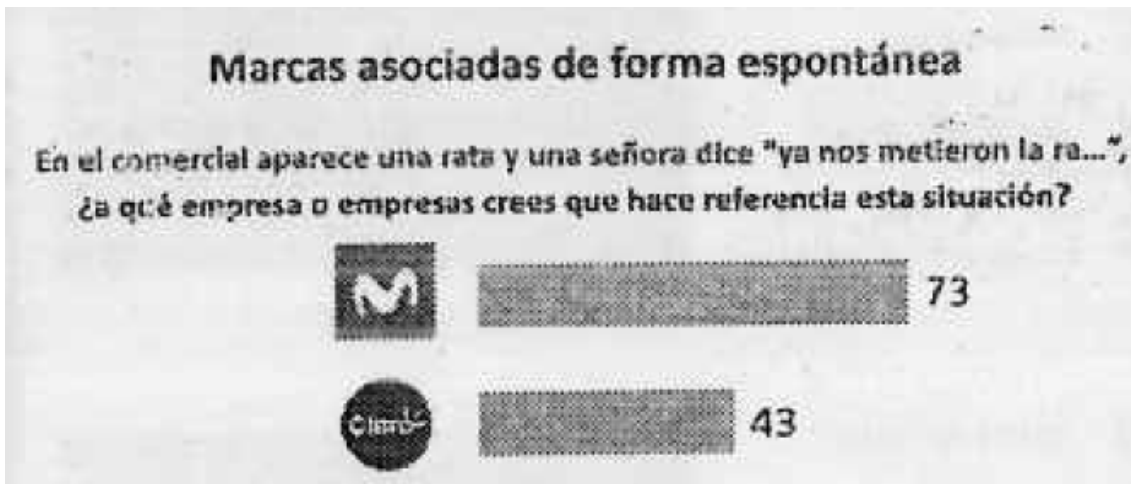 Marcas asociadas de forma espontánea
En el comercial aparece una rata y una señora dice "ya nos metieron la ra...",
¿a qué empresa o empresas crees que hace referencia esta situación?
73
Claro
43